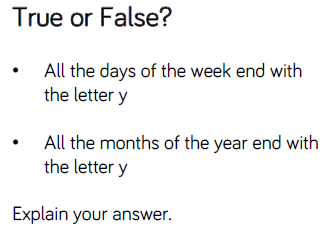 True or False?
• All the days of the week end with
the letter y
• All the months of the year end with
the letter y
Explain your answer.